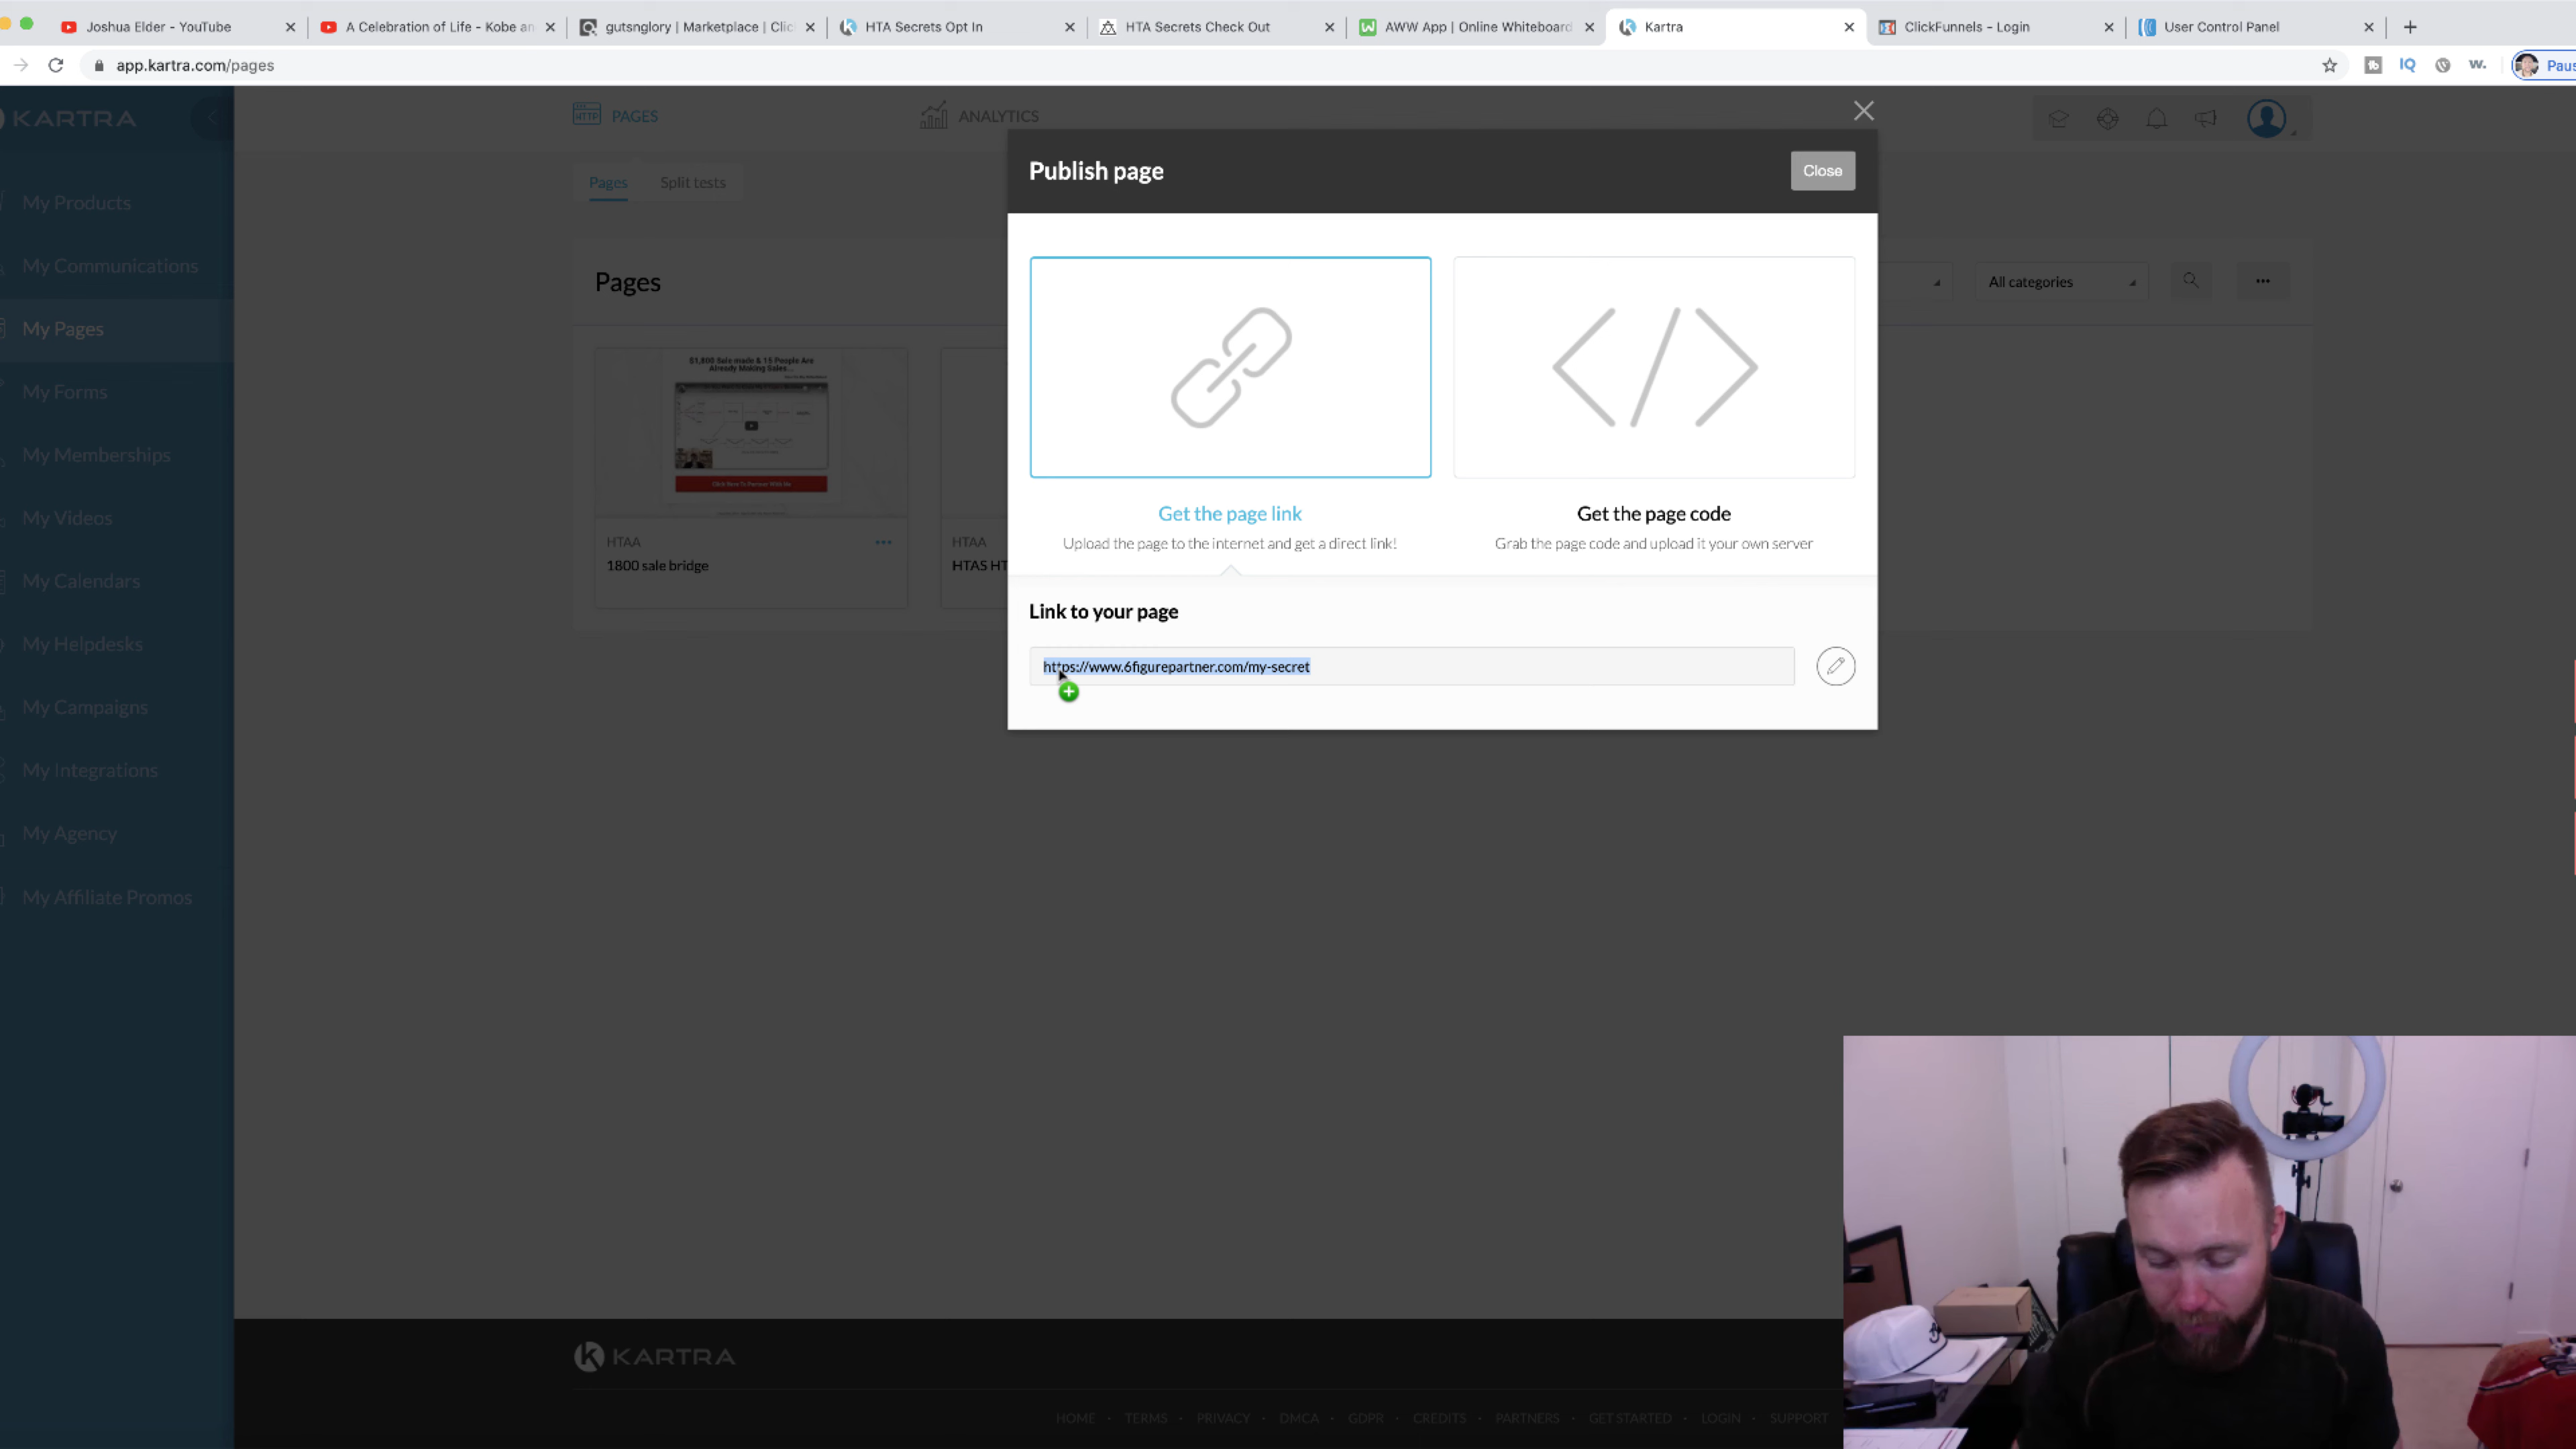 Joshua Elder - YouTube
A Celebration of Life - Kobe an
gutsnglory | Marketplace | Clic
HTA Secrets Opt In
HTA Secrets Check Out
AWW App | Online Whiteboard
Kartra
ClickFunnels - Login
User Control Panel
app.kartra.com/pages
IQ
w.
Paus
KARTRA
HTTP
PAGES
ANALYTICS
Publish page
Close
My Products
My Communications
My Pages
My Forms
My Memberships
My Videos
My Calendars
My Helpdesks
My Campaigns
My Integrations
My Agency
My Affiliate Promos
Pages
Split tests
Pages
All categories
$1,800 Sale made & 15 People Are
Already Making Sales...
Click Here To Partner With Me
HTAA
1800 sale bridge
HTAA
HTAS HT
Get the page link
Upload the page to the internet and get a direct link!
Get the page code
Grab the page code and upload it your own server
Link to your page
https://www.6figurepartner.com/my-secret
KARTRA
HOME · TERMS · PRIVACY · DMCA · GDPR · CREDITS · PARTNERS · GET STARTED · LOGIN · SUPPORT